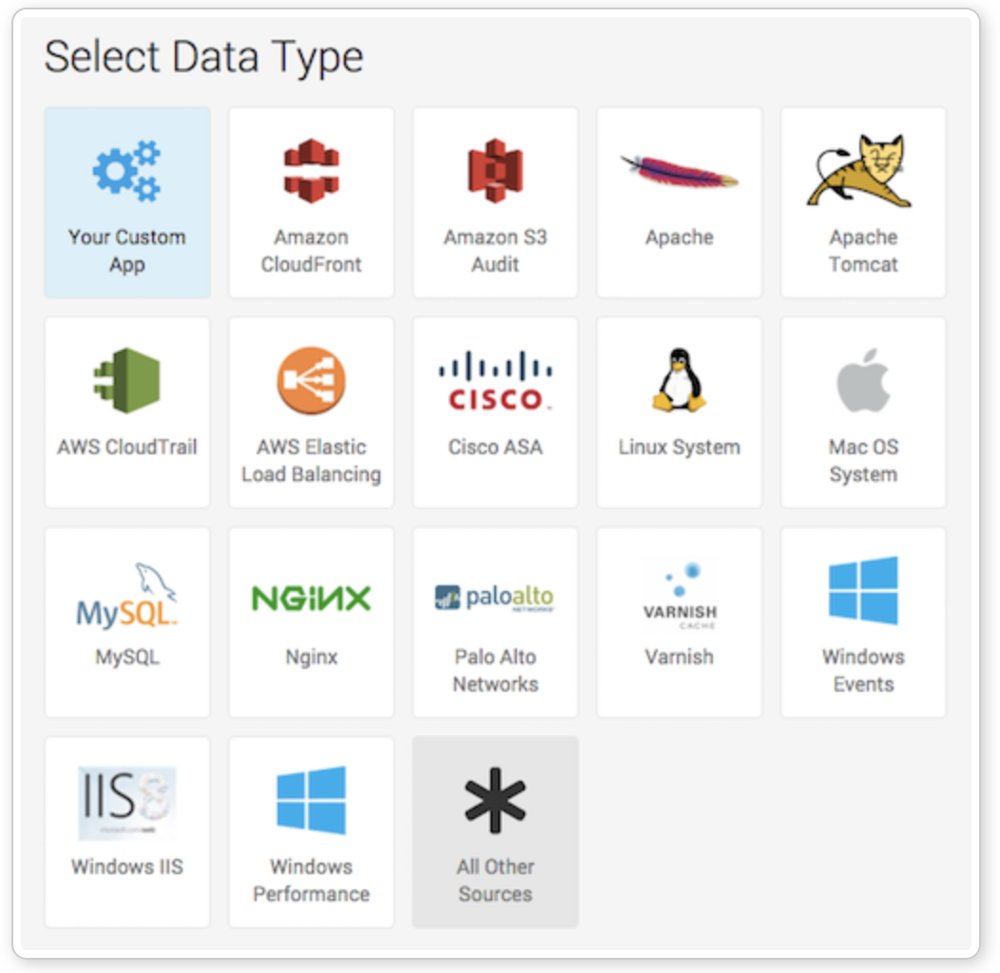 Select Data Type
Your Custom
App
Amazon
CloudFront
Amazon S3
Audit
Apache
Apache
Tomcat
AWS CloudTrail
AWS Elastic
Load Balancing
CISCO
Cisco ASA
Linux System
Mac OS
System
MySQL
MySQL
NGiNX
Nginx
paloalto
NETWORKS
Palo Alto
Networks
VARNISH
CACHE
Varnish
Windows
Events
IIS8
Windows IIS
Windows
Performance
All Other
Sources